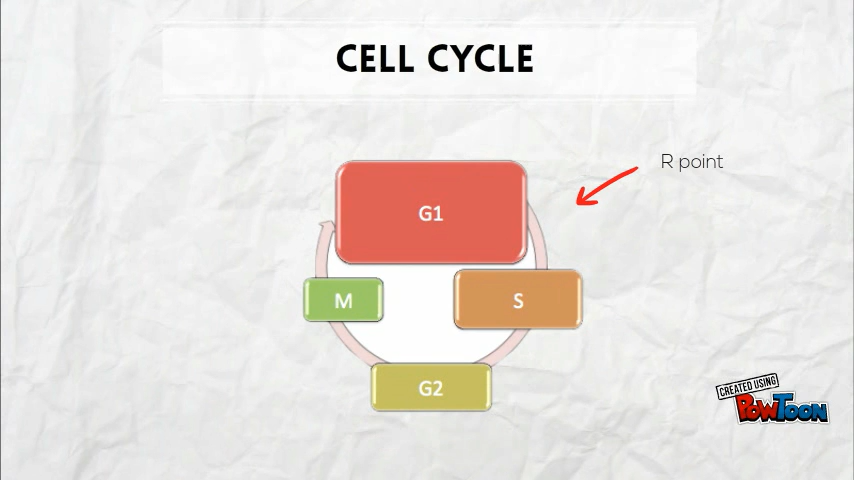 CELL CYCLE
R point
G1
M
S
G2
CREATED USING
POWTOON